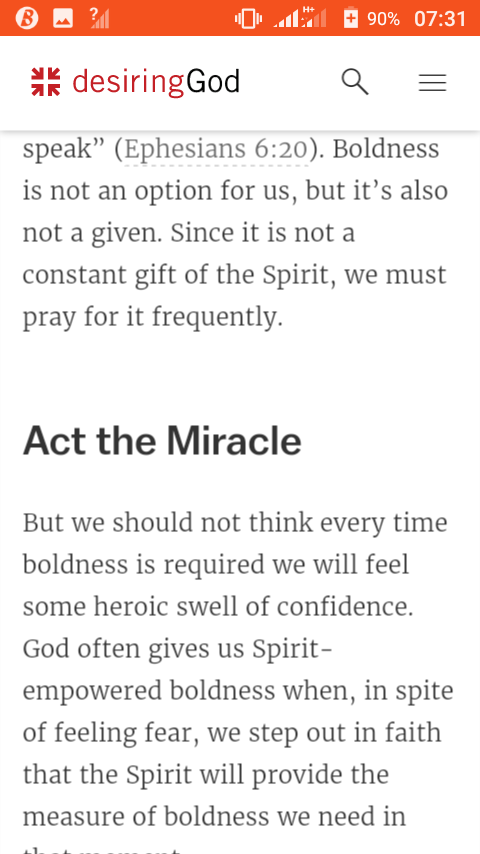 90% 07:31
desiringGod
speak” (Ephesians 6:20). Boldness
is not an option for us, but it’s also
not a given. Since it is not a
constant gift of the Spirit, we must
pray for it frequently.
Act the Miracle
But we should not think every time
boldness is required we will feel
some heroic swell of confidence.
God often gives us Spirit-
empowered boldness when, in spite
of feeling fear, we step out in faith
that the Spirit will provide the
measure of boldness we need in
that moment